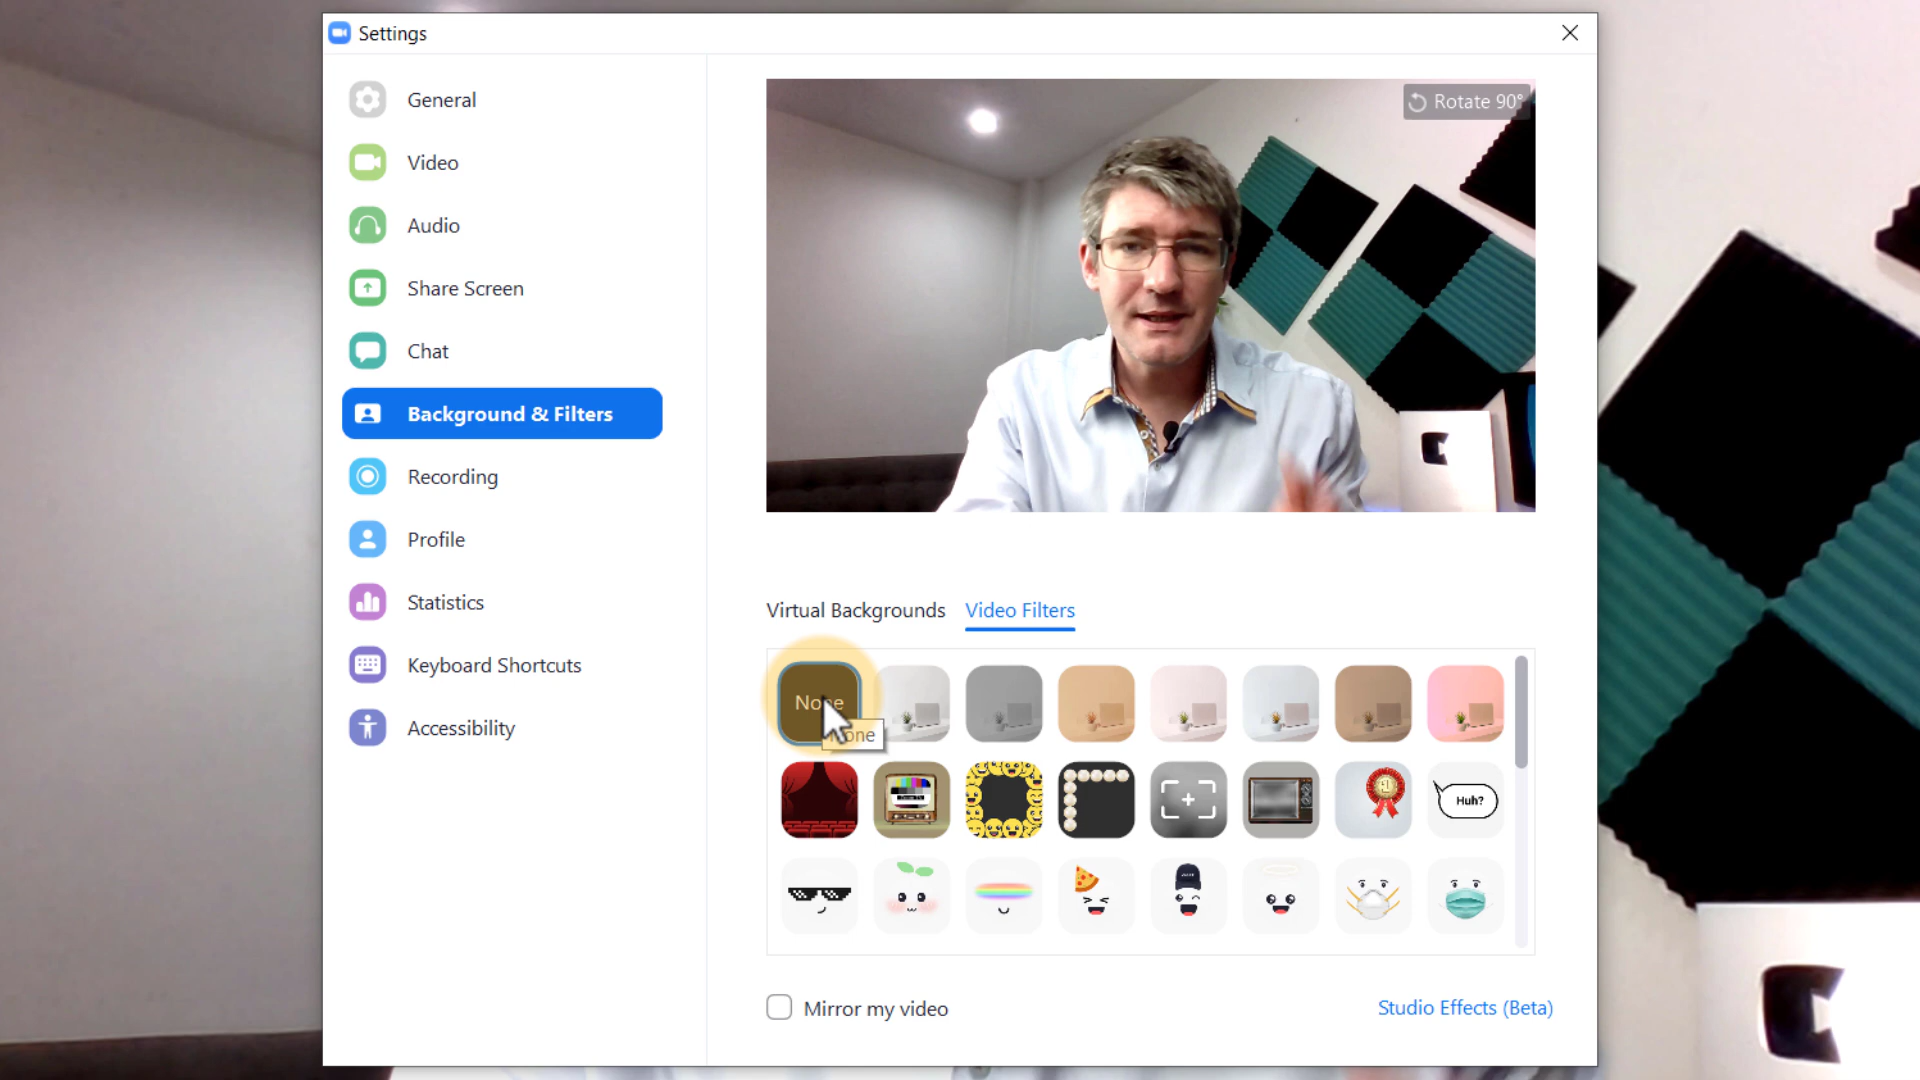 Settings
General
Video
Audio
Share Screen
Chat
Background & Filters
Recording
Profile
Statistics
Keyboard Shortcuts
Accessibility
Rotate 90°
Virtual Backgrounds Video Filters
None
None
Huh?
Mirror my video
Studio Effects (Beta)